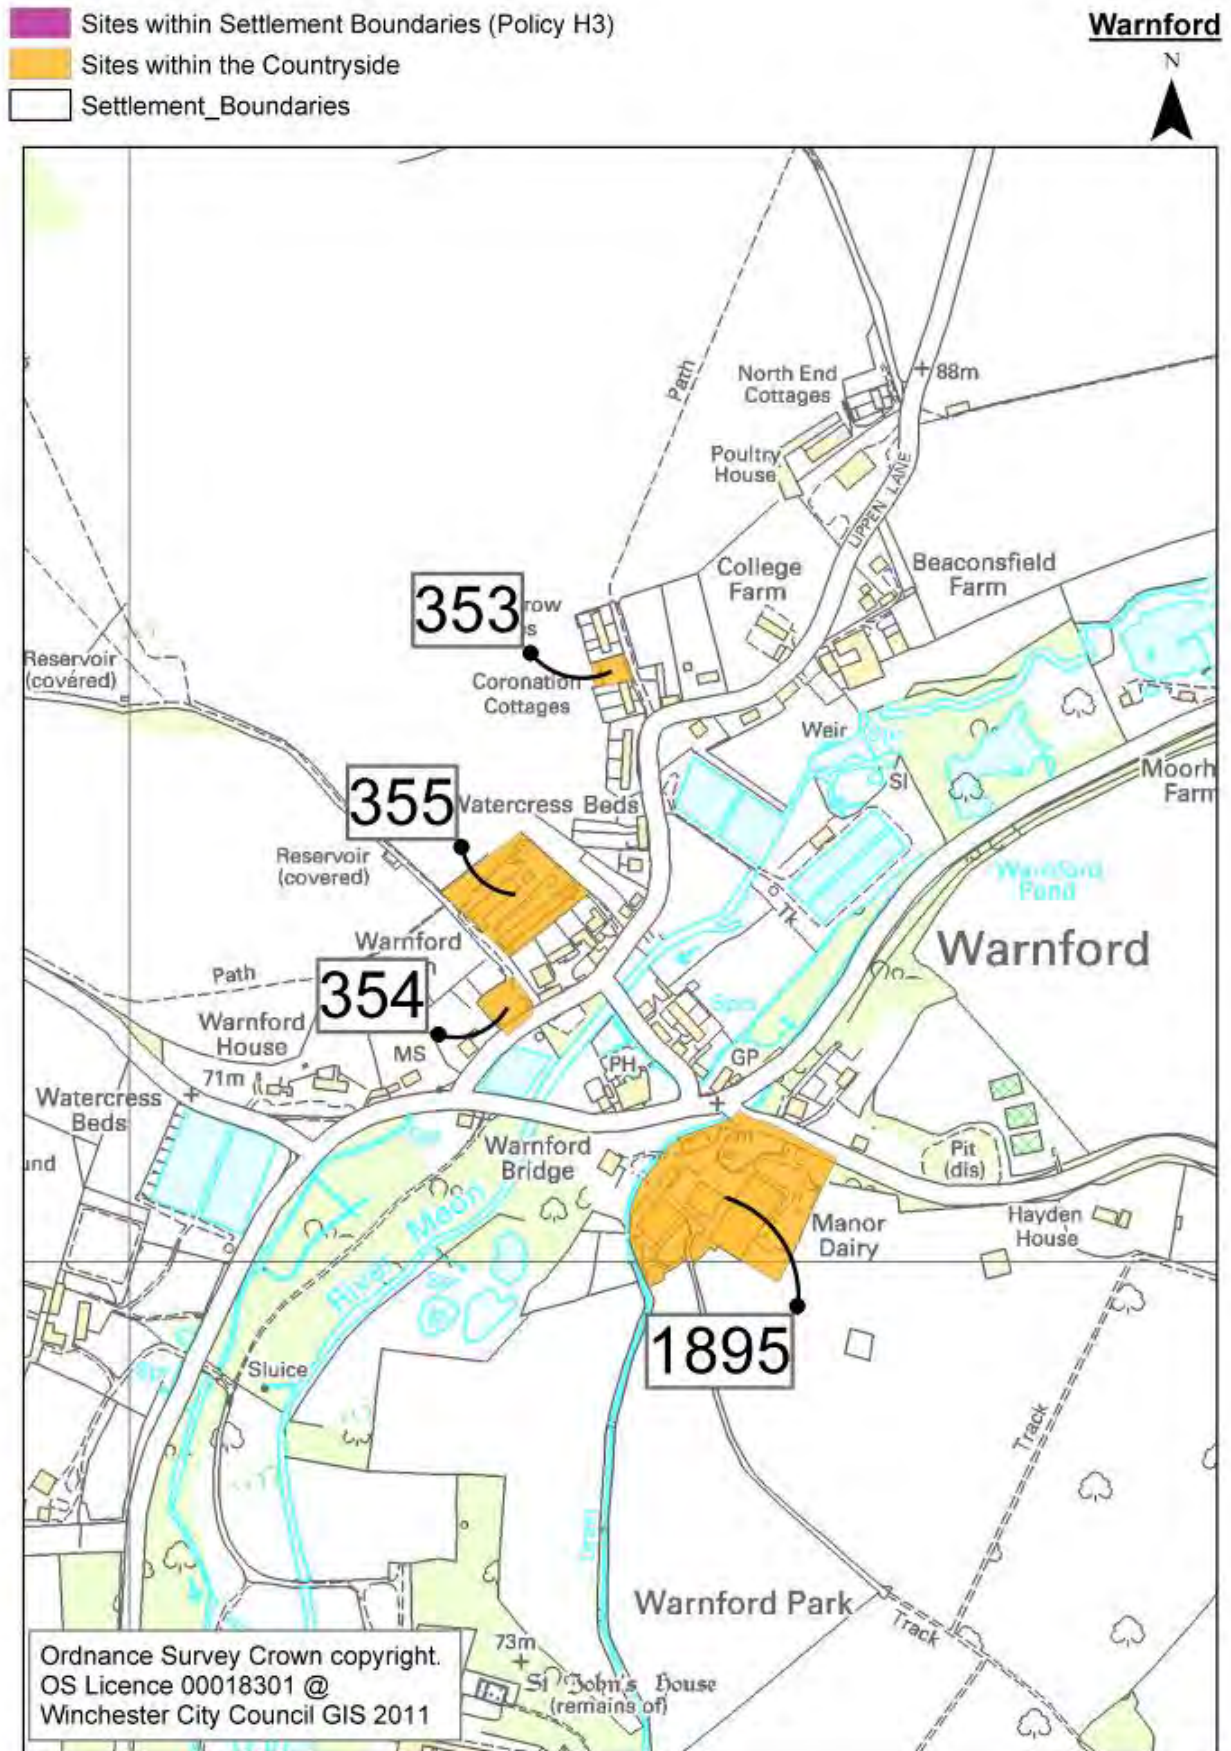 Sites within Settlement Boundaries (Policy H3)
Warnford
Sites within the Countryside
N
Settlement_Boundaries
Path
North End
Cottages
88m
Poultry
House
LIPPEN LANE
College
Farm
Beaconsfield
Farm
353
row
s
Reservoir
(covered)
Coronation
Cottages
Weir
Sl
Moorh
Farm
355
Watercress Beds
Reservoir
(covered)
Warnford
Pond
Tk
Warnford
Warnford
n
Path
354
Warnford
House
MS
71m
PH
GP
Watercress
Beds
und
Warnford
Bridge
Pit
(dis)
Manor
Dairy
Hayden
House
River Meon
1895
Sluice
Track
Warnford Park
Track
73m
St John's House
(remains of)
Ordnance Survey Crown copyright.
OS Licence 00018301 @
Winchester City Council GIS 2011